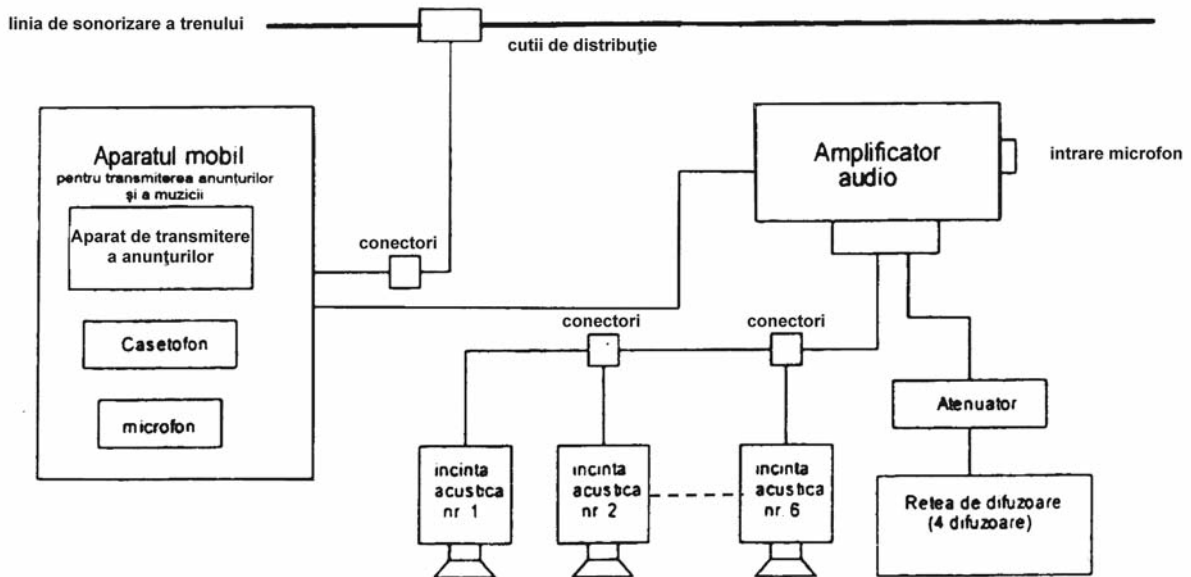 linia de sonorizare a trenului
cutii de distribuţie
Aparatul mobil
pentru transmiterea anunţurilor
şi a muzicii
Aparat de transmitere
a anunţurilor
Casetofon
microfon
conectori
Amplificator
audio
intrare microfon
conectori
conectori
Atenuator
incinta
acustica
nr 1
incinta
acustica
nr 2
incinta
acustica
nr 6
Retea de difuzoare
(4 difuzoare)